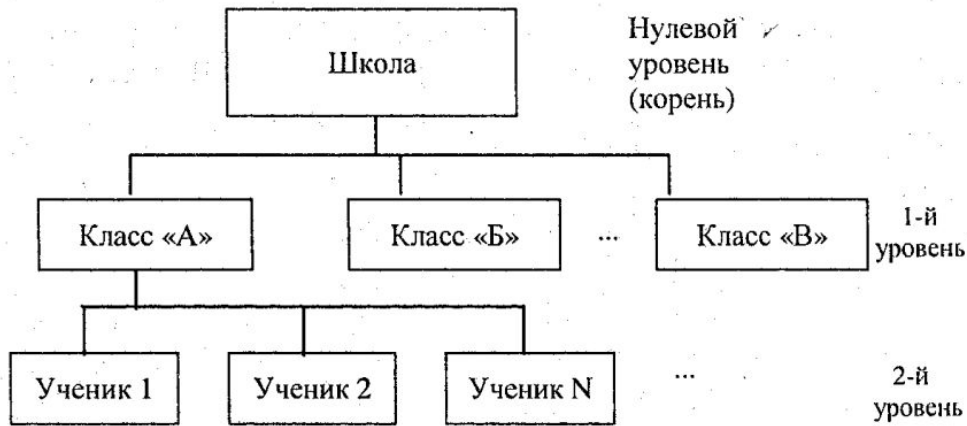 Школа
Нулевой
уровень
(корень)
Класс «А»
Класс «Б»
...
Класс «В»
1-й
уровень
Ученик 1
Ученик 2
Ученик N
...
2-й
уровень